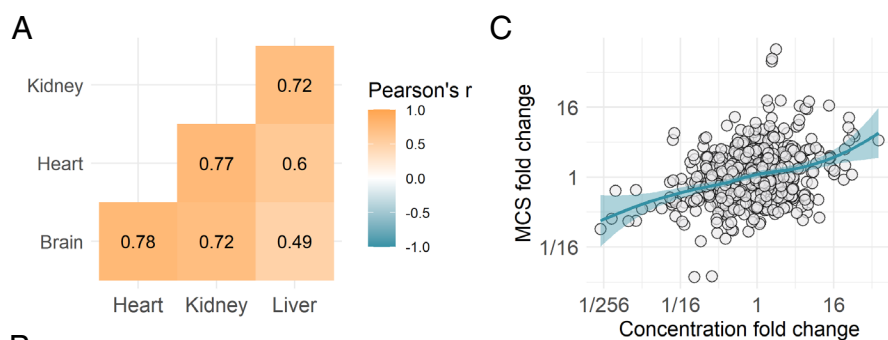 A
Kidney
Heart
Brain
0.72
0.77 0.6
0.78 0.72 0.49
Heart Kidney Liver
Pearson's r
1.0
0.5
0.0
-0.5
-1.0
C
MCS fold change
16
1
1/16
1/256 1/16 1 16
Concentration fold change